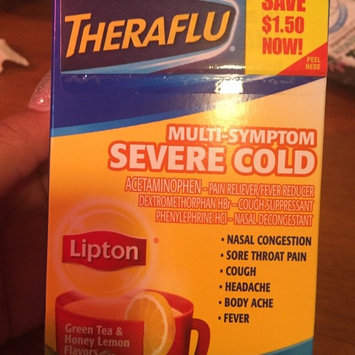 THERAFLU
SAVE
$1.50
NOW!
PEEL
HERE
MULTI-SYMPTOM
SEVERE COLD
ACETAMINOPHEN – PAIN RELIEVER/FEVER REDUCER
DEXTROMETHORPHAN HBr – COUGH SUPPRESSANT
PHENYLEPHRINE HCl – NASAL DECONGESTANT
Lipton®
• NASAL CONGESTION
• SORE THROAT PAIN
• COUGH
• HEADACHE
• BODY ACHE
• FEVER
Green Tea &
Honey Lemon
Flavors